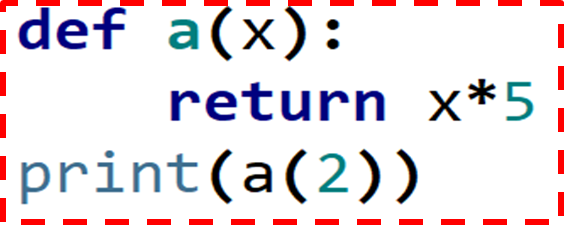 def a(x):
    return x*5
print(a(2))